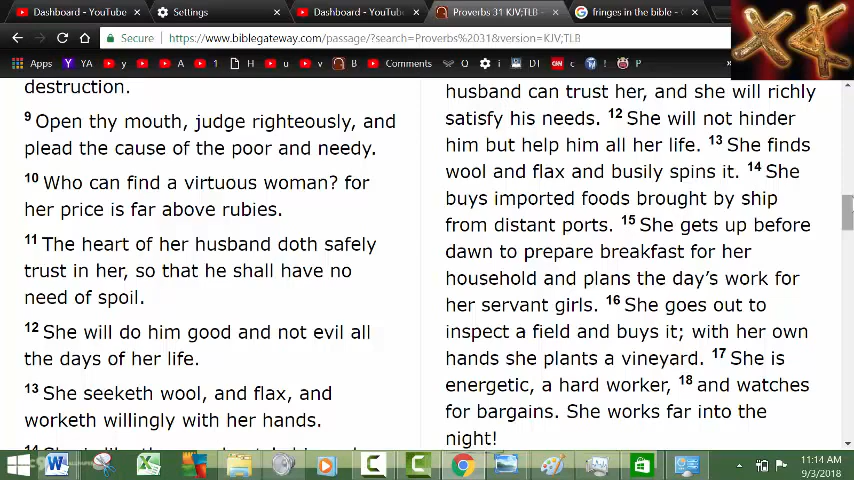 Dashboard - YouTube
Settings
Dashboard - YouTube
Proverbs 31 KJV;TLB -
fringes in the bible -
Secure
https://www.biblegateway.com/passage/?search=Proverbs%2031&version=KJV;TLB
Apps
YA
y
A
1
H
u
v
B
Comments
i
DT
c
!
P
destruction.
9 Open thy mouth, judge righteously, and
plead the cause of the poor and needy.
10 Who can find a virtuous woman? for
her price is far above rubies.
11 The heart of her husband doth safely
trust in her, so that he shall have no
need of spoil.
12 She will do him good and not evil all
the days of her life.
13 She seeketh wool, and flax, and
worketh willingly with her hands.
husband can trust her, and she will richly
satisfy his needs. 12 She will not hinder
him but help him all her life. 13 She finds
wool and flax and busily spins it. 14 She
buys imported foods brought by ship
from distant ports. 15 She gets up before
dawn to prepare breakfast for her
household and plans the day's work for
her servant girls. 16 She goes out to
inspect a field and buys it; with her own
hands she plants a vineyard. 17 She is
energetic, a hard worker, 18 and watches
for bargains. She works far into the
night!
11:14 AM
9/3/2018